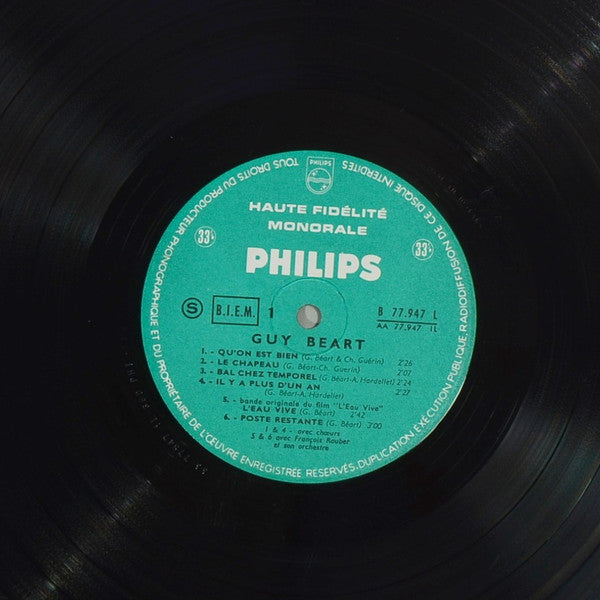 PHILIPS
TOUS DROITS DU PRODUCTEUR PHONOGRAPHIQUE ET DU PROPRIÉTAIRE DE L'ŒUVRE ENREGISTRÉE RESERVÉS. DUPLICATION EXÉCUTION PUBLIQUE, RADIODIFFUSION DE CE DISQUE INTERDITES
HAUTE FIDÉLITÉ
MONORALE
33⅓ 33⅓
PHILIPS
S B.I.E.M. 1 B 77.947 L
AA 77.947 1L
GUY BEART
1. - QU'ON EST BIEN (G. Béart & Ch. Guérin) 2'26
2. - LE CHAPEAU (G. Béart-Ch. Guerin) 2'07
3. - BAL CHEZ TEMPOREL (G. Béart-A. Hardellet) 2'24
4. - IL Y A PLUS D'UN AN 2'27
(G. Béart-A. Hardellet)
5. - bande originale du film "L'Eau Vive"
L'EAU VIVE (G. Béart) 2'42
6. - POSTE RESTANTE (G. Béart) 3'00
1 & 4 - avec chœurs
5 & 6 avec François Rauber
et son orchestre